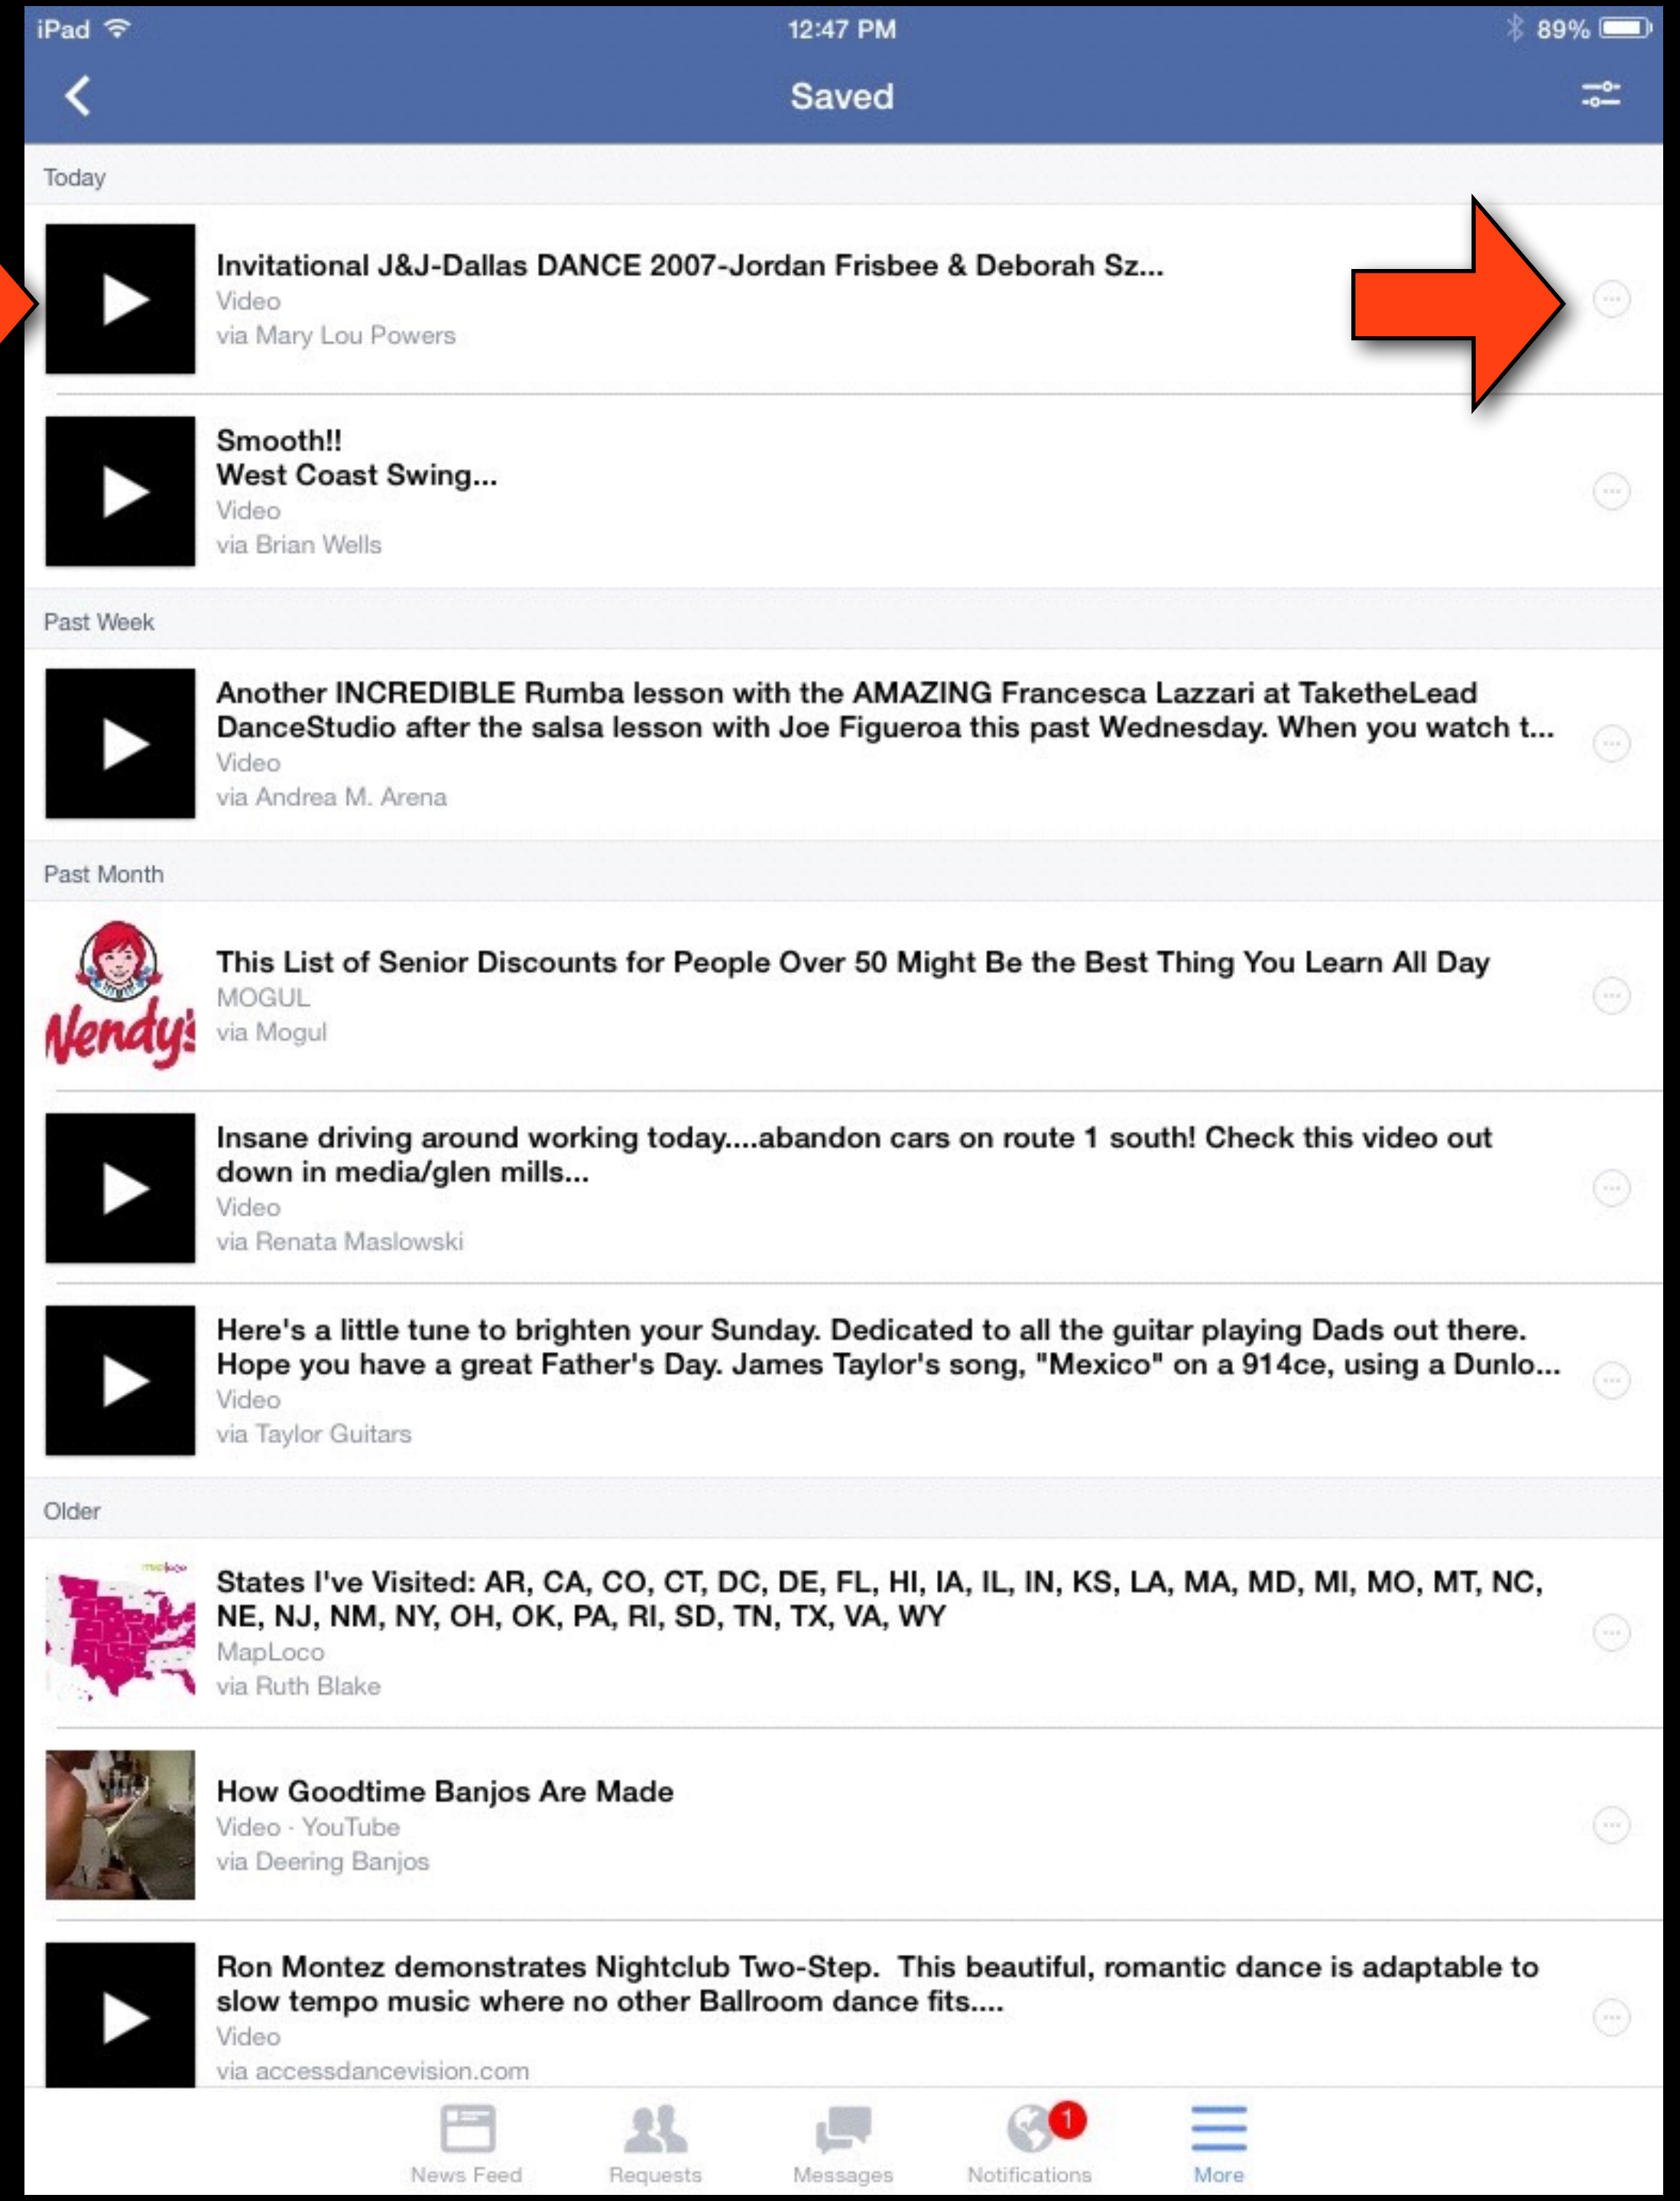 iPad 12:47 PM 89%
Saved
Today
Invitational J&J-Dallas DANCE 2007-Jordan Frisbee & Deborah Sz...
Video
via Mary Lou Powers
Smooth!!
West Coast Swing...
Video
via Brian Wells
Past Week
Another INCREDIBLE Rumba lesson with the AMAZING Francesca Lazzari at TaketheLead
DanceStudio after the salsa lesson with Joe Figueroa this past Wednesday. When you watch t...
Video
via Andrea M. Arena
Past Month
Wendy's
This List of Senior Discounts for People Over 50 Might Be the Best Thing You Learn All Day
MOGUL
via Mogul
Insane driving around working today....abandon cars on route 1 south! Check this video out
down in media/glen mills...
Video
via Renata Maslowski
Here's a little tune to brighten your Sunday. Dedicated to all the guitar playing Dads out there.
Hope you have a great Father's Day. James Taylor's song, "Mexico" on a 914ce, using a Dunlo...
Video
via Taylor Guitars
Older
States I've Visited: AR, CA, CO, CT, DC, DE, FL, HI, IA, IL, IN, KS, LA, MA, MD, MI, MO, MT, NC,
NE, NJ, NM, NY, OH, OK, PA, RI, SD, TN, TX, VA, WY
MapLoco
via Ruth Blake
How Goodtime Banjos Are Made
Video · YouTube
via Deering Banjos
Ron Montez demonstrates Nightclub Two-Step.  This beautiful, romantic dance is adaptable to
slow tempo music where no other Ballroom dance fits....
Video
via accessdancevision.com
1
News Feed Requests Messages Notifications More